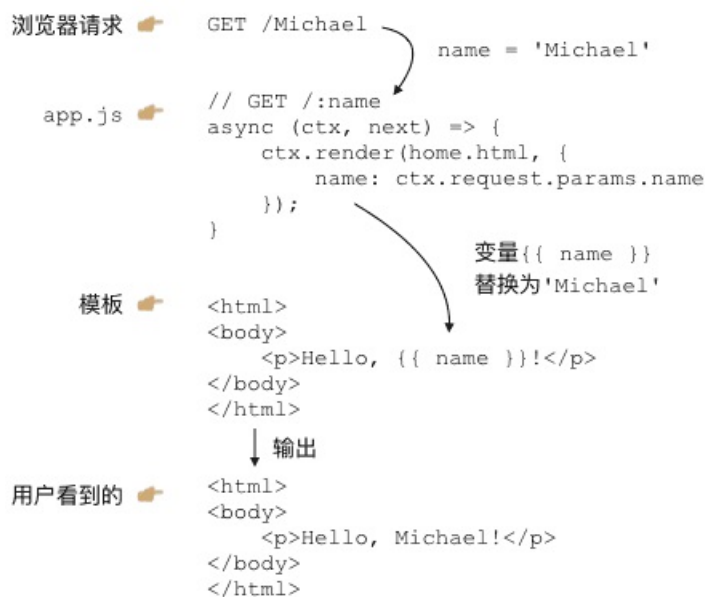 浏览器请求 GET /Michael
name = 'Michael'
app.js
// GET /:name
async (ctx, next) => {
    ctx.render(home.html, {
        name: ctx.request.params.name
    });
}
变量{{ name }}
替换为'Michael'
模板
<html>
<body>
    <p>Hello, {{ name }}!</p>
</body>
</html>
输出
用户看到的
<html>
<body>
    <p>Hello, Michael!</p>
</body>
</html>